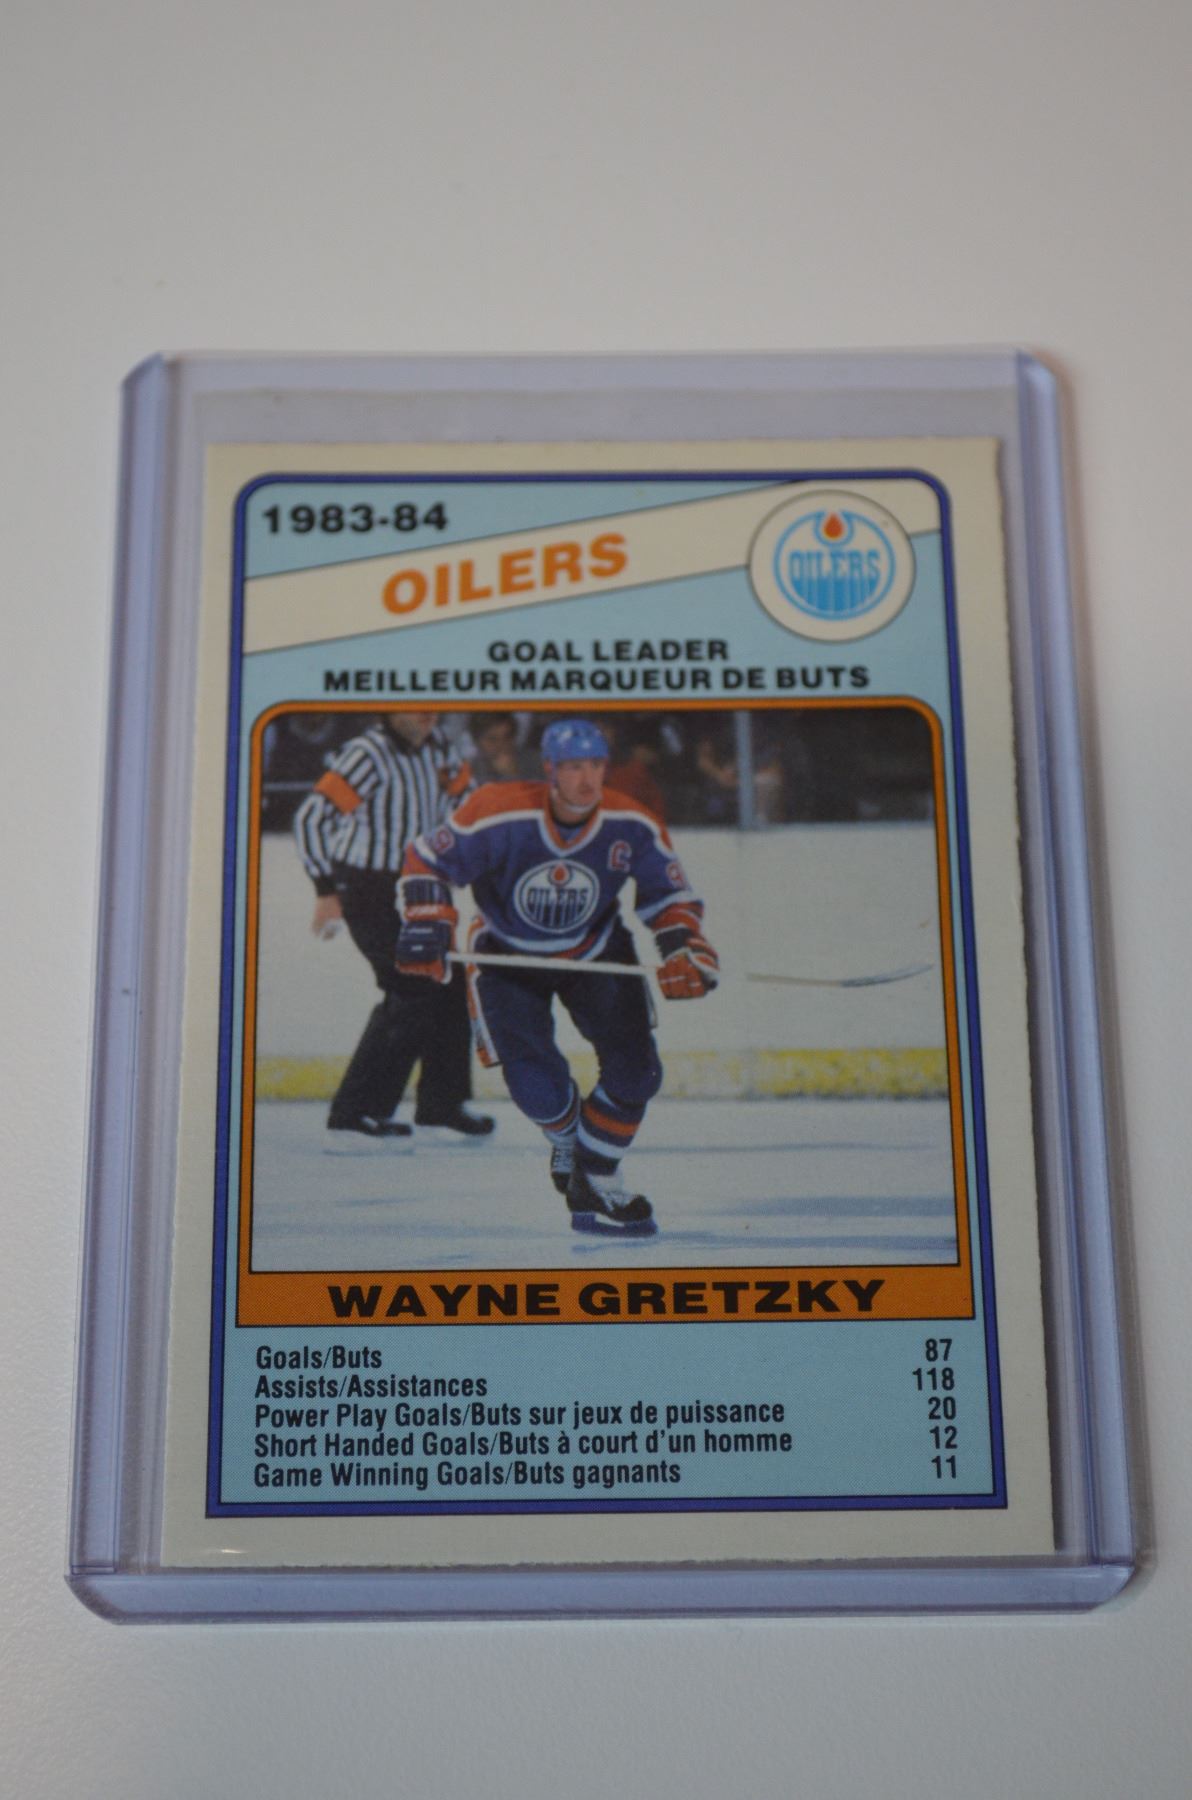 1983-84
OILERS
OILERS
GOAL LEADER
MEILLEUR MARQUEUR DE BUTS
C
OILERS
WAYNE GRETZKY
Goals/Buts 87
Assists/Assistances 118
Power Play Goals/Buts sur jeux de puissance 20
Short Handed Goals/Buts à court d'un homme 12
Game Winning Goals/Buts gagnants 11